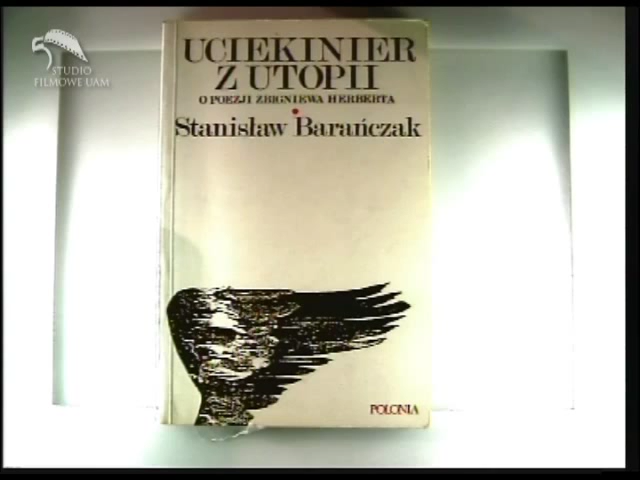 STUDIO
FILMOWE UAM
UCIEKINIER
Z UTOPII
O POEZJI ZBIGNIEWA HERBERTA
Stanisław Barańczak
POLONIA